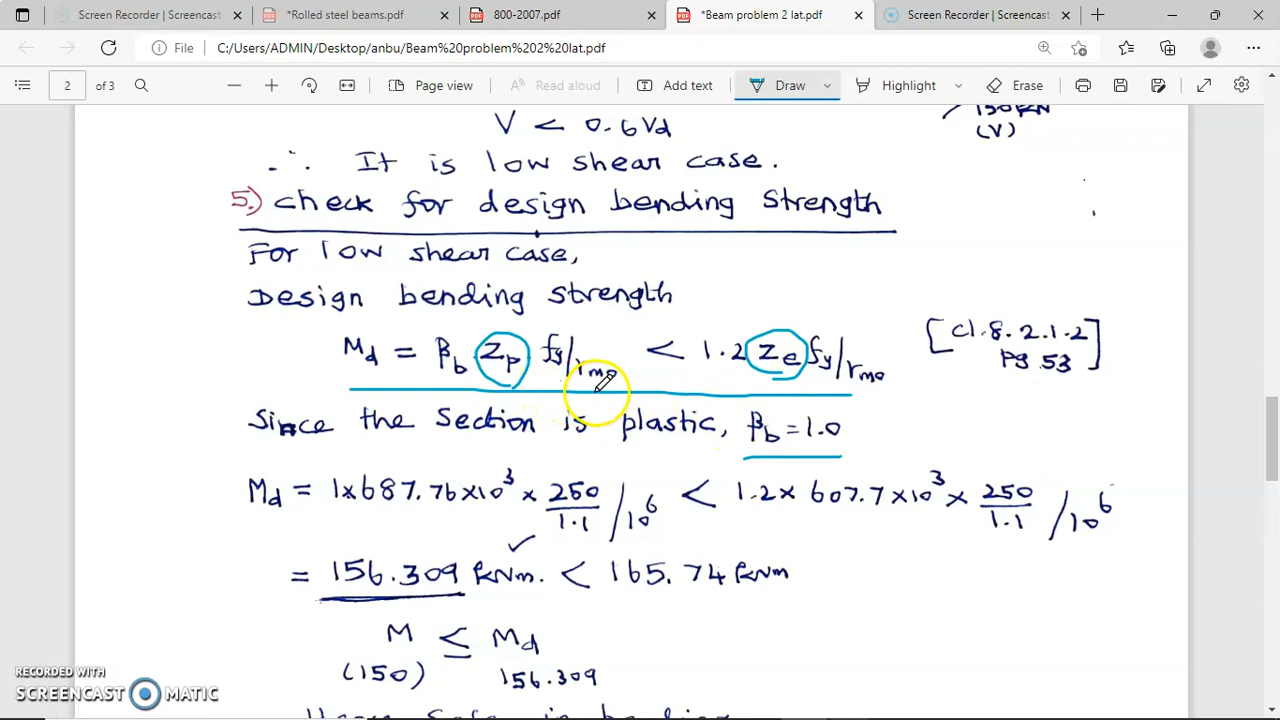 Screen Recorder | Screencast
*Rolled steel beams.pdf
800-2007.pdf
*Beam problem 2 lat.pdf
Screen Recorder | Screencast
File C:/Users/ADMIN/Desktop/anbu/Beam%20problem%202%20lat.pdf
2 of 3 Page view Read aloud Add text Draw Highlight Erase
150KN
(V)
V < 0.6Vd
∴ It is low shear case.
5.) check for design bending strength
For low shear case,
Design bending strength
Md = βb Zp fy/γmo < 1.2 Ze fy/γmo [Cl. 8.2.1.2 Pg 53]
Since the section is plastic, βb = 1.0
Md = 1x687.76x10³ x 250/1.1 /10⁶ < 1.2x 607.7x10³ x 250/1.1 /10⁶
= 156.309 kNm. < 165.74 kNm
M ≤ Md
(150) 156.309
RECORDED WITH
SCREENCAST MATIC